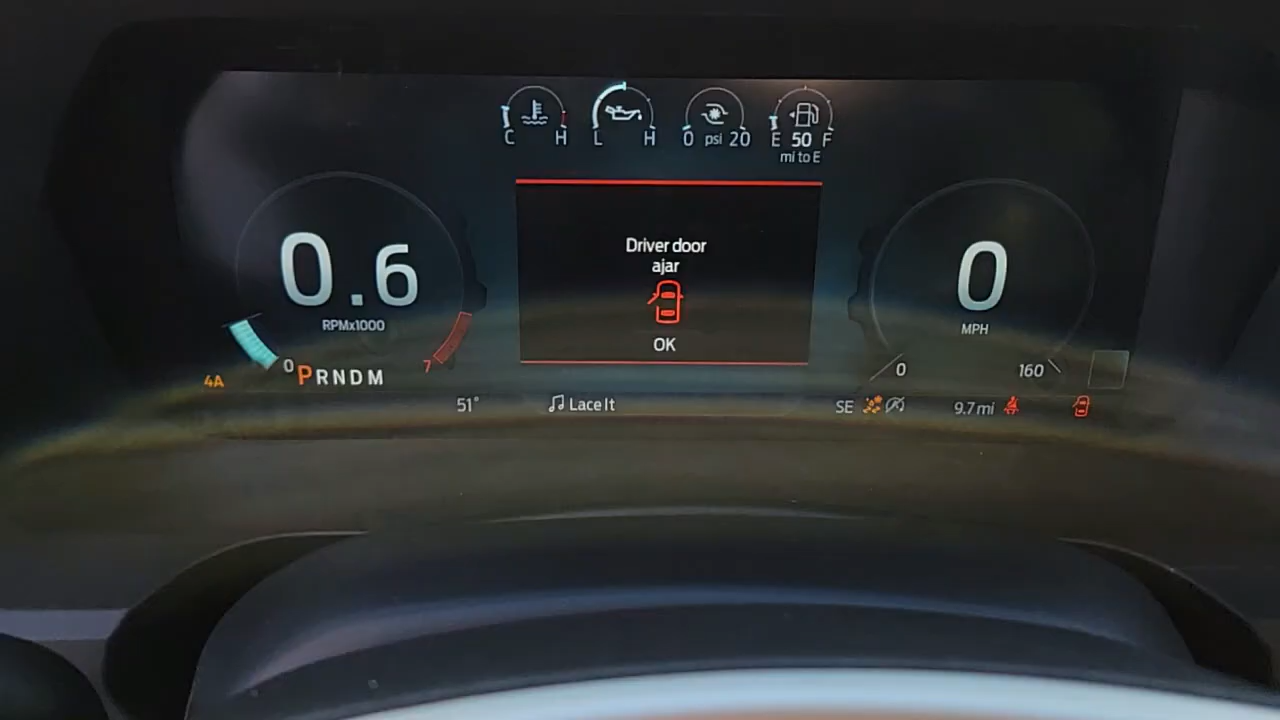 C H
L H
0 psi 20
E 50 F
mi to E
Driver door
ajar
OK
0.6
RPMx1000
0 7
PRNDM
4A
0
MPH
0 160
51°
Lace It
SE
9.7 mi